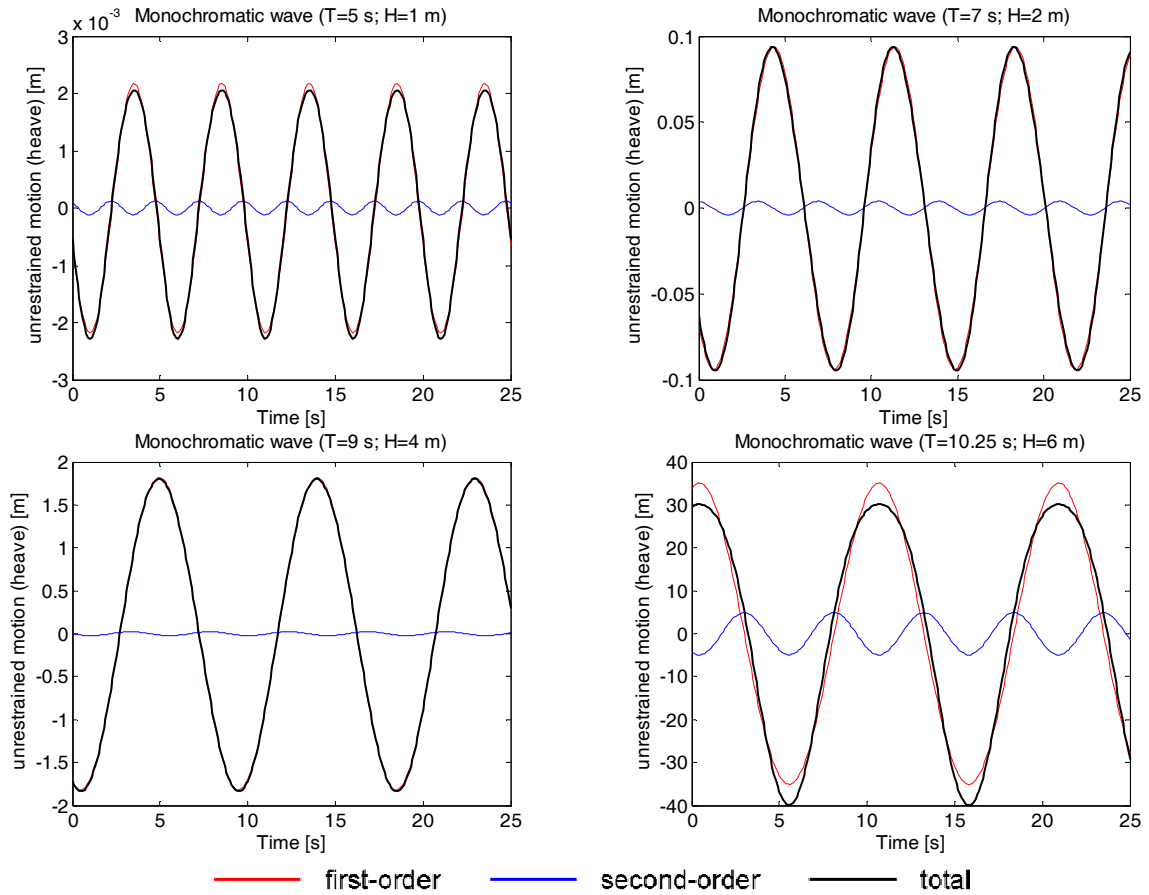 Monochromatic wave (T=5 s; H=1 m)
x 10-3
3
2
1
0
-1
-2
-3
unrestrained motion (heave) [m]
0 5 10 15 20 25
Time [s]
Monochromatic wave (T=7 s; H=2 m)
0.1
0.05
0
-0.05
-0.1
unrestrained motion (heave) [m]
0 5 10 15 20 25
Time [s]
Monochromatic wave (T=9 s; H=4 m)
2
1.5
1
0.5
0
-0.5
-1
-1.5
-2
unrestrained motion (heave) [m]
0 5 10 15 20 25
Time [s]
Monochromatic wave (T=10.25 s; H=6 m)
40
30
20
10
0
-10
-20
-30
-40
unrestrained motion (heave) [m]
0 5 10 15 20 25
Time [s]
first-order second-order total